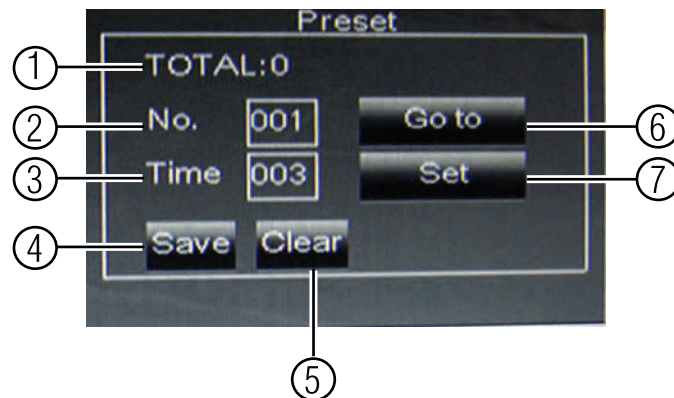 Preset
① TOTAL:0
② No. 001 Go to ⑥
③ Time 003 Set ⑦
④ Save Clear
⑤